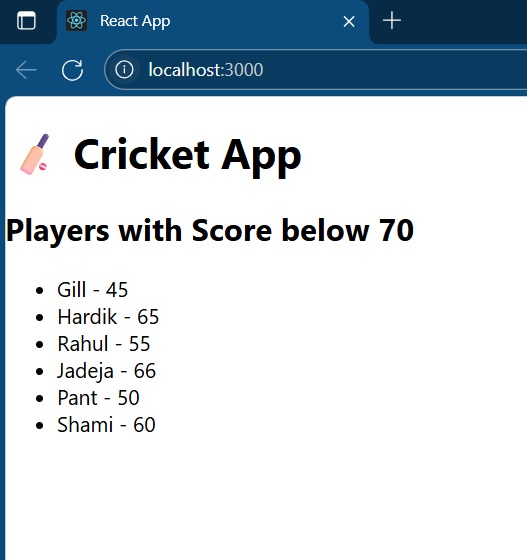 React App
localhost:3000
🏏 Cricket App
Players with Score below 70
• Gill - 45
• Hardik - 65
• Rahul - 55
• Jadeja - 66
• Pant - 50
• Shami - 60